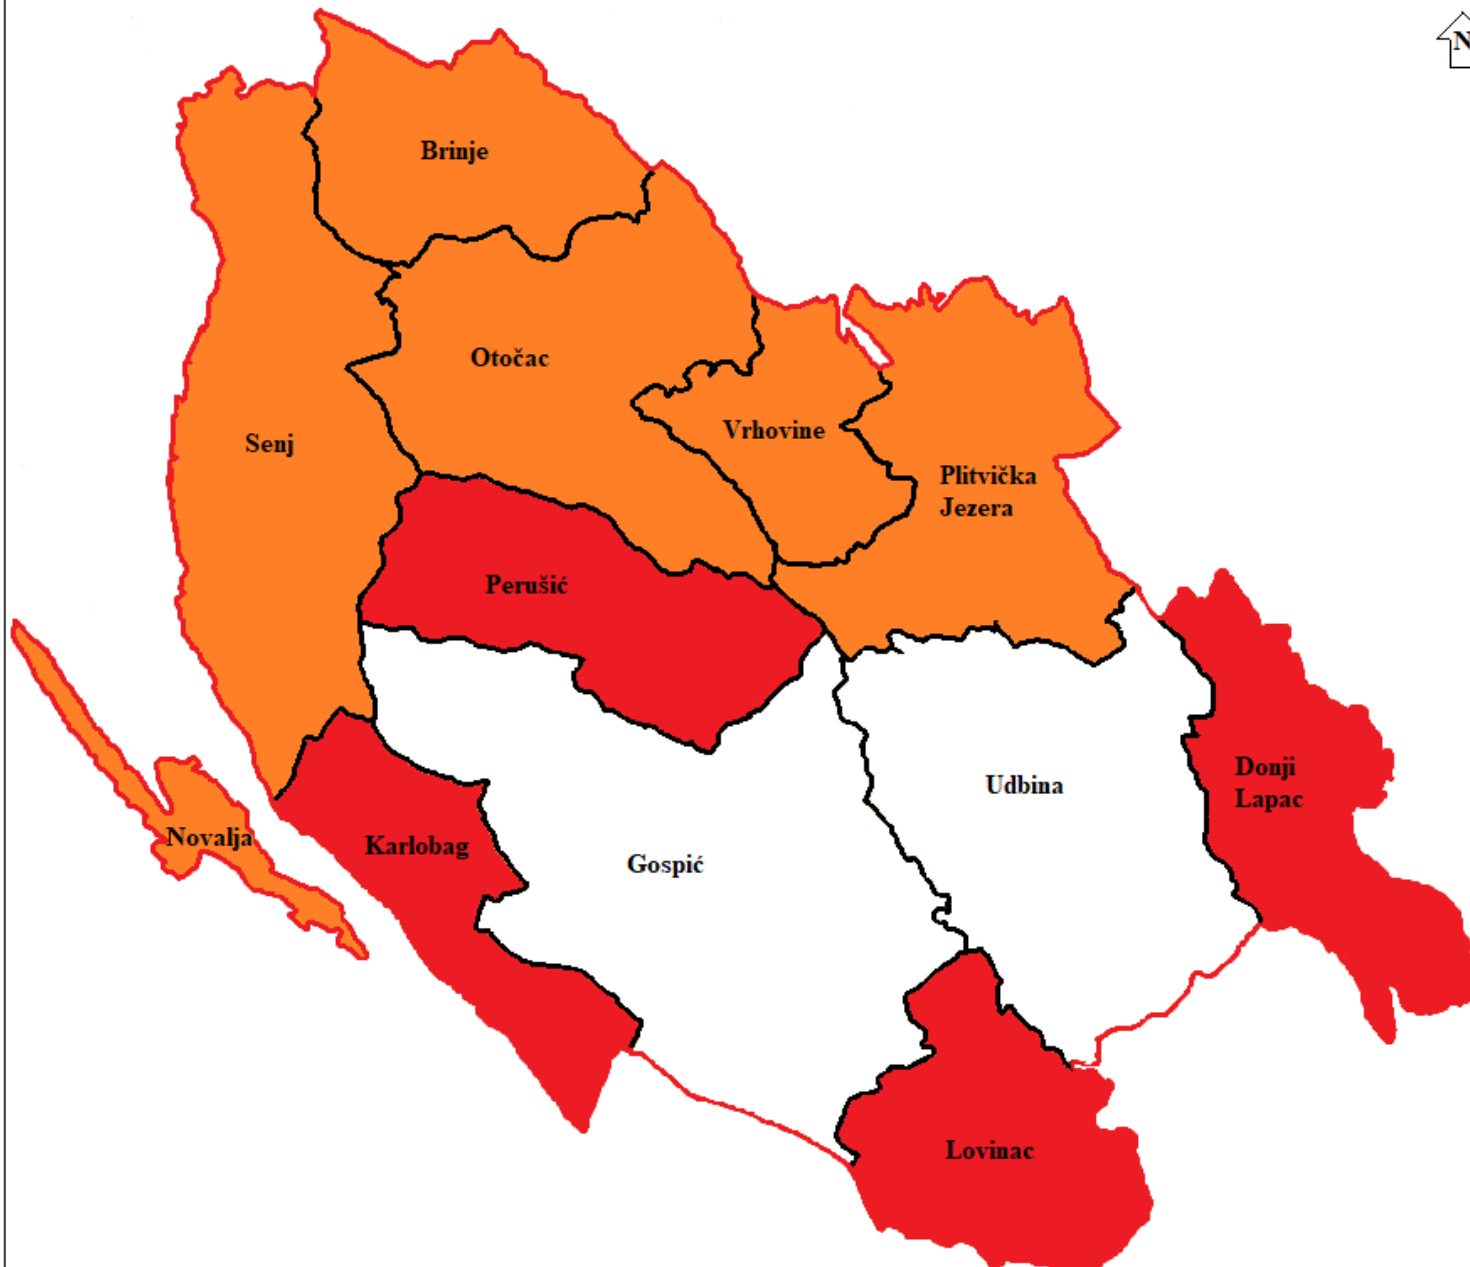 N
Brinje
Otočac
Senj
Vrhovine
Plitvička
Jezera
Perušić
Donji
Lapac
Udbina
Novalja
Karlobag
Gospić
Lovinac